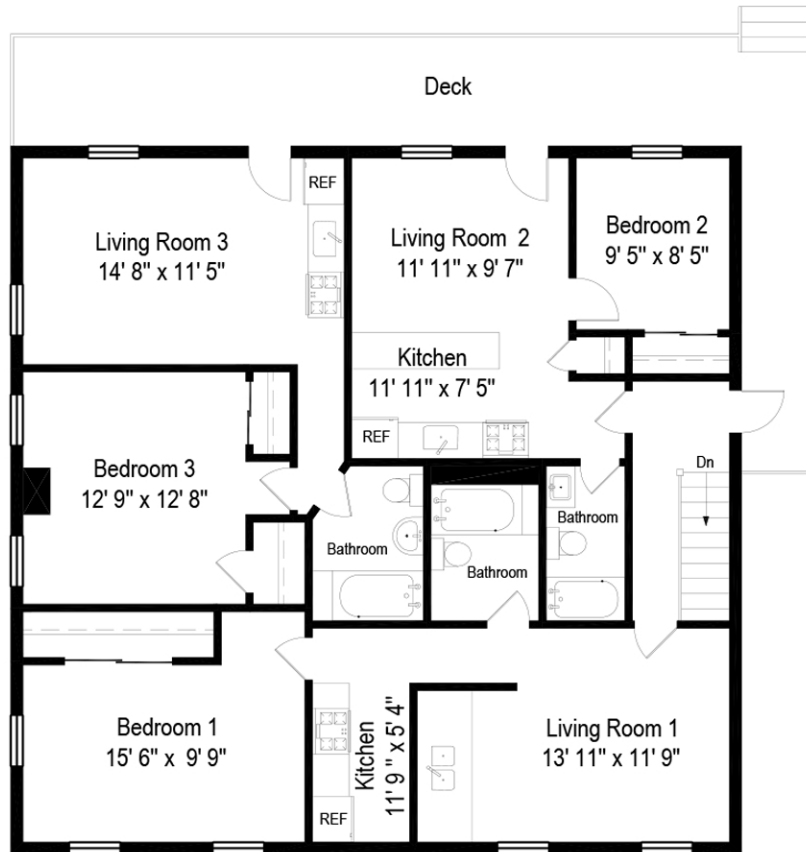 Deck
REF
Living Room 3
14' 8" x 11' 5"
Living Room 2
11' 11" x 9' 7"
Bedroom 2
9' 5" x 8' 5"
Kitchen
11' 11" x 7' 5"
REF
Bedroom 3
12' 9" x 12' 8"
Dn
Bathroom
Bathroom
Bathroom
Bedroom 1
15' 6" x 9' 9"
Kitchen
11' 9 " x 5' 4"
REF
Living Room 1
13' 11" x 11' 9"